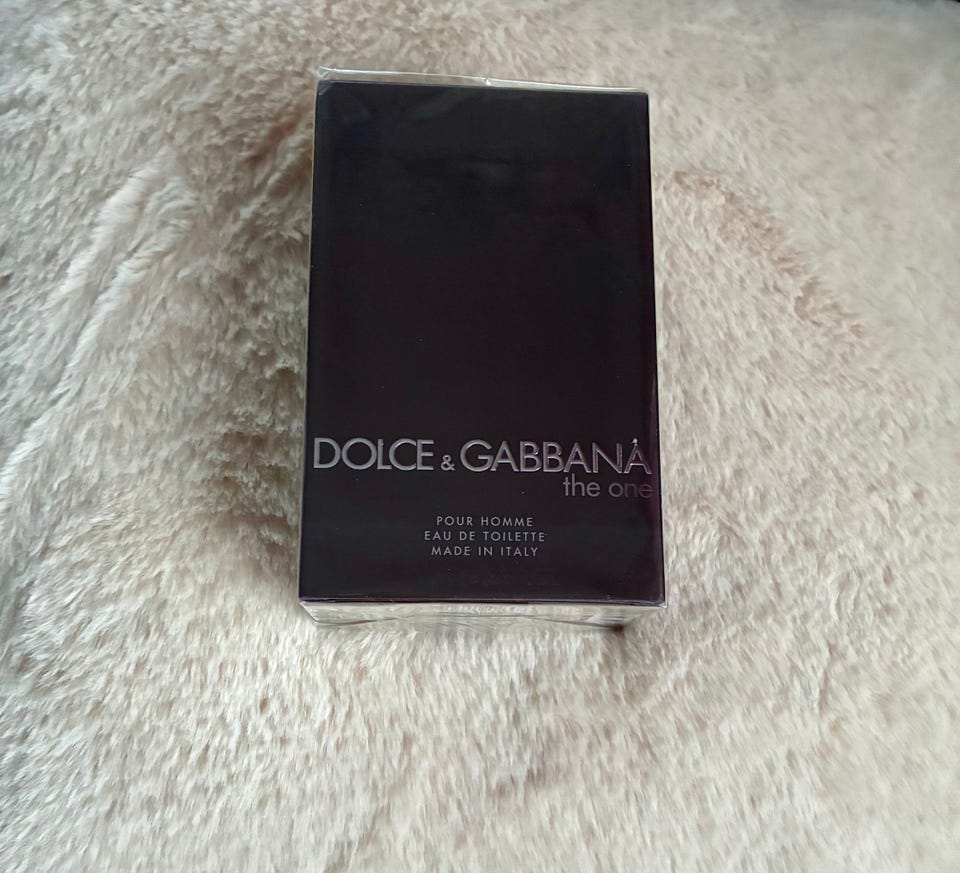 DOLCE & GABBANA
the one
POUR HOMME
EAU DE TOILETTE
MADE IN ITALY